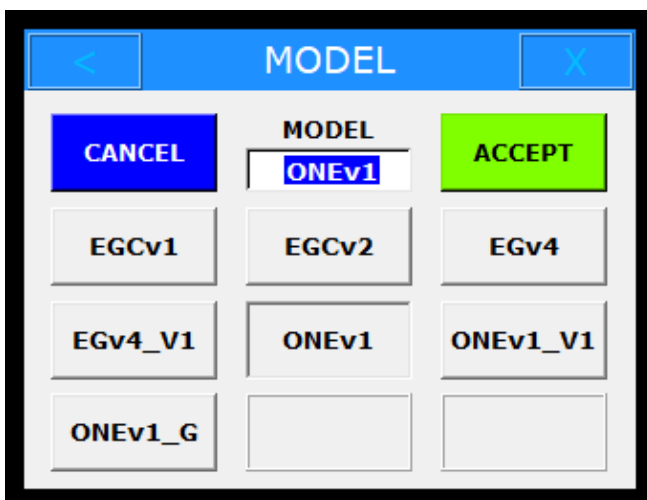 < MODEL X
CANCEL MODEL ACCEPT
ONEv1
EGCv1 EGCv2 EGv4
EGv4_V1 ONEv1 ONEv1_V1
ONEv1_G